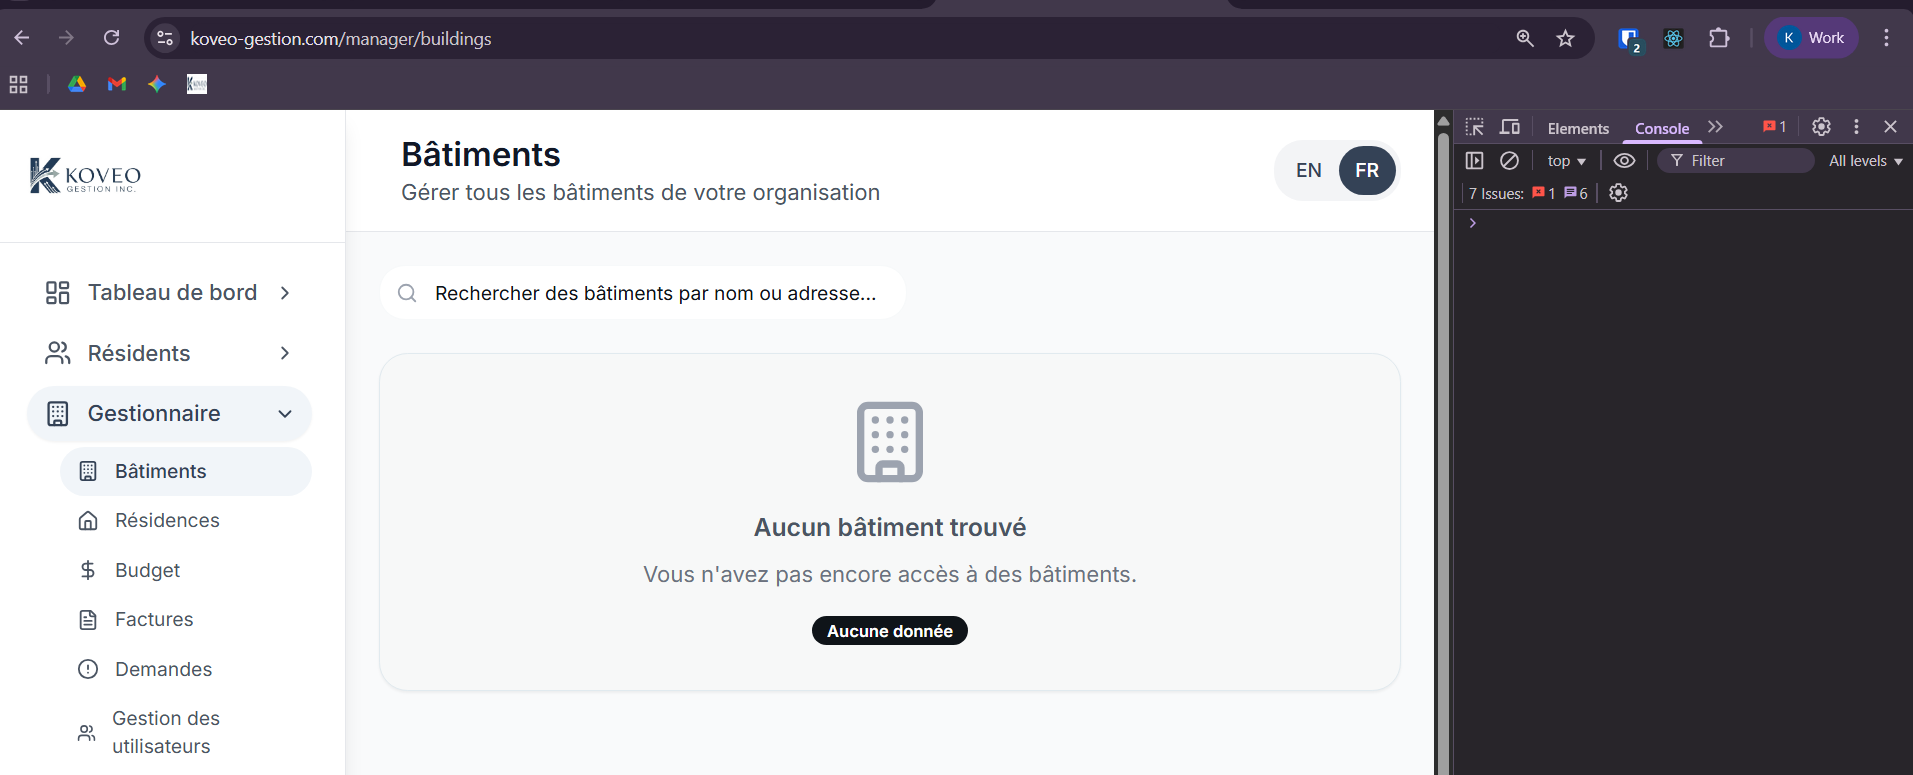 koveo-gestion.com/manager/buildings
2
K
Work
KOVEO
GESTION INC.
Bâtiments
Gérer tous les bâtiments de votre organisation
EN
FR
Tableau de bord
Résidents
Gestionnaire
Bâtiments
Résidences
Budget
Factures
Demandes
Gestion des
utilisateurs
Rechercher des bâtiments par nom ou adresse...
Aucun bâtiment trouvé
Vous n'avez pas encore accès à des bâtiments.
Aucune donnée
Elements
Console
1
top
Filter
All levels
7 Issues:
1
6